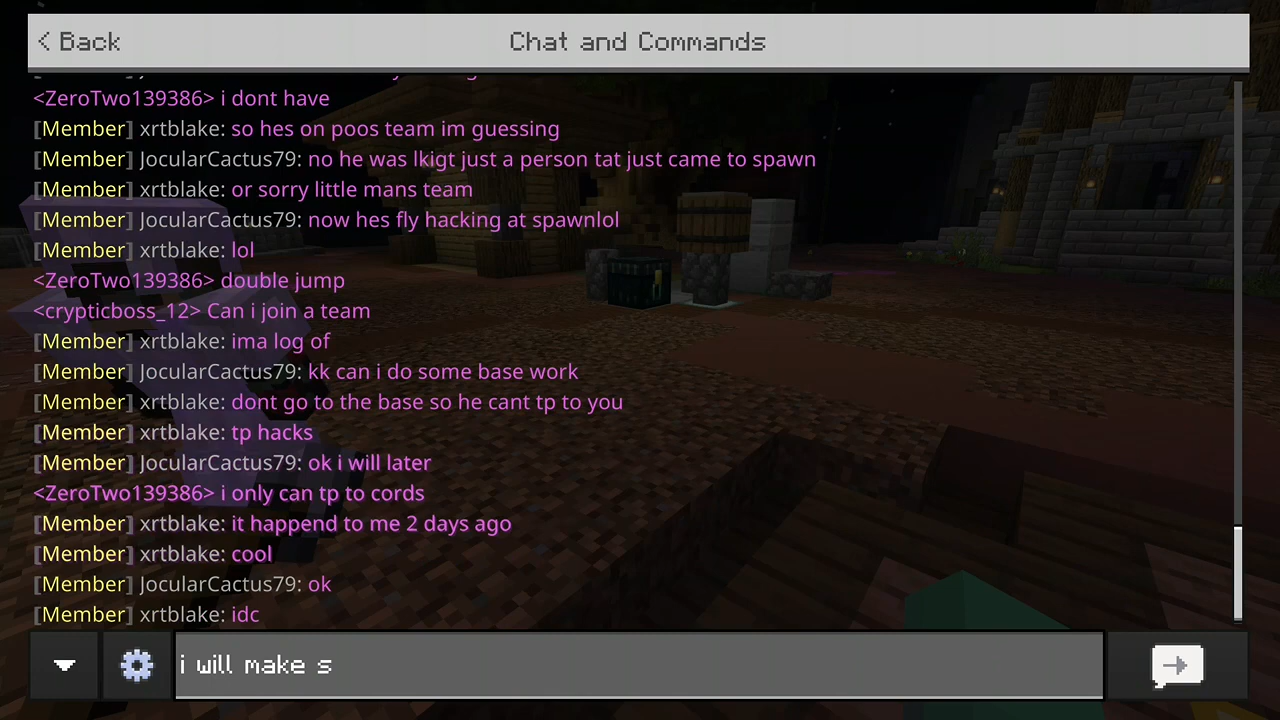 Back
Chat and Commands
<ZeroTwo139386> i dont have
[Member] xrtblake: so hes on poos team im guessing
[Member] JocularCactus79: no he was lkigt just a person tat just came to spawn
[Member] xrtblake: or sorry little mans team
[Member] JocularCactus79: now hes fly hacking at spawnlol
[Member] xrtblake: lol
<ZeroTwo139386> double jump
<crypticboss_12> Can i join a team
[Member] xrtblake: ima log of
[Member] JocularCactus79: kk can i do some base work
[Member] xrtblake: dont go to the base so he cant tp to you
[Member] xrtblake: tp hacks
[Member] JocularCactus79: ok i will later
<ZeroTwo139386> i only can tp to cords
[Member] xrtblake: it happend to me 2 days ago
[Member] xrtblake: cool
[Member] JocularCactus79: ok
[Member] xrtblake: idc
i will make s